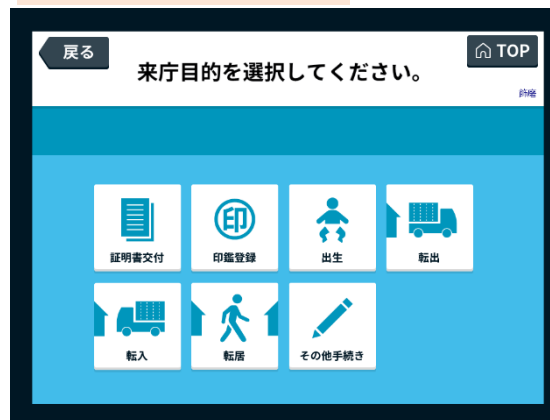 戻る
来庁目的を選択してください。
TOP
印
証明書交付
印鑑登録
出生
転出
転入
転居
その他手続き